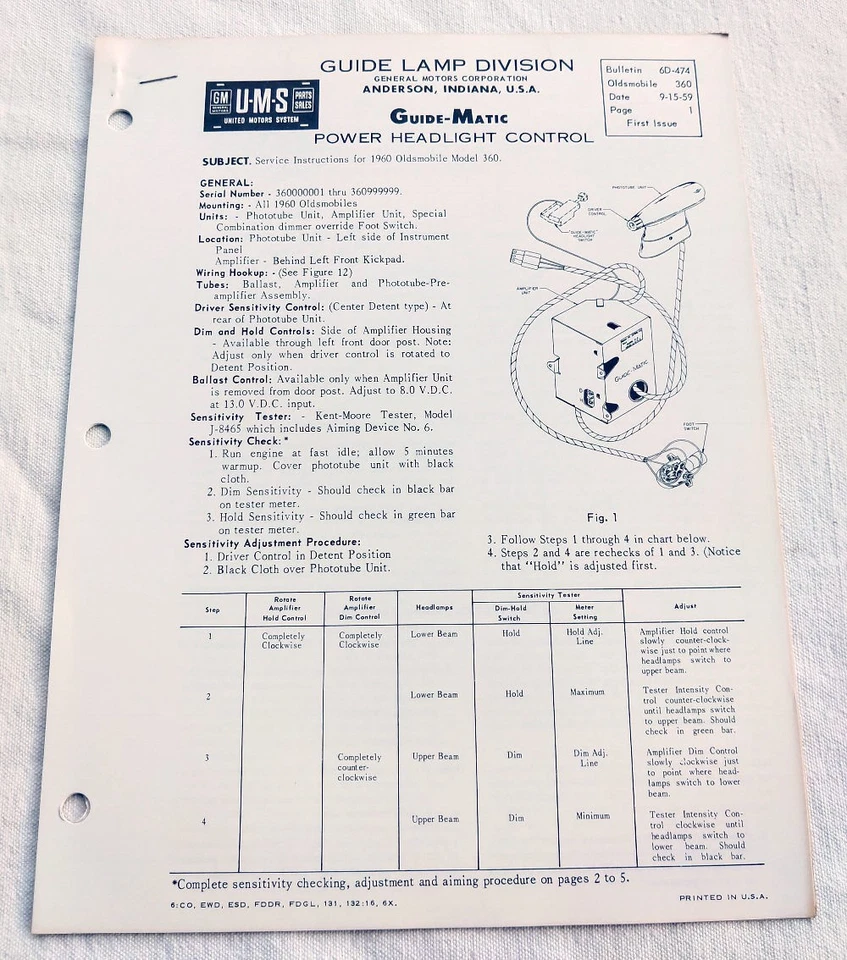 GUIDE LAMP DIVISION
GENERAL MOTORS CORPORATION
ANDERSON, INDIANA, U.S.A.
GM
GENERAL MOTORS
U·M·S
PARTS
SALES
UNITED MOTORS SYSTEM
GUIDE-MATIC
POWER HEADLIGHT CONTROL
Bulletin 6D-474
Oldsmobile 360
Date 9-15-59
Page 1
First Issue
SUBJECT. Service Instructions for 1960 Oldsmobile Model 360.
GENERAL:
Serial Number - 360000001 thru 360999999.
Mounting: - All 1960 Oldsmobiles
Units: - Phototube Unit, Amplifier Unit, Special
Combination dimmer override Foot Switch.
Location: Phototube Unit - Left side of Instrument
Panel
Amplifier - Behind Left Front Kickpad.
Wiring Hookup: - (See Figure 12)
Tubes: Ballast, Amplifier and Phototube-Pre-
amplifier Assembly.
Driver Sensitivity Control: (Center Detent type) - At
rear of Phototube Unit.
Dim and Hold Controls: Side of Amplifier Housing
- Available through left front door post. Note:
Adjust only when driver control is rotated to
Detent Position.
Ballast Control: Available only when Amplifier Unit
is removed from door post. Adjust to 8.0 V.D.C.
at 13.0 V.D.C. input.
Sensitivity Tester: - Kent-Moore Tester, Model
J-8465 which includes Aiming Device No. 6.
Sensitivity Check:*
1. Run engine at fast idle; allow 5 minutes
warmup. Cover phototube unit with black
cloth.
2. Dim Sensitivity - Should check in black bar
on tester meter.
3. Hold Sensitivity - Should check in green bar
on tester meter.
Sensitivity Adjustment Procedure:
1. Driver Control in Detent Position
2. Black Cloth over Phototube Unit.
PHOTOTUBE UNIT
DRIVER
CONTROL
"GUIDE-MATIC"
HEADLIGHT
SWITCH
AMPLIFIER
UNIT
GUIDE-MATIC
FOOT
SWITCH
Fig. 1
3. Follow Steps 1 through 4 in chart below.
4. Steps 2 and 4 are rechecks of 1 and 3. (Notice
that "Hold" is adjusted first.
Step
Rotate
Amplifier
Hold Control
Rotate
Amplifier
Dim Control
Headlamps
Sensitivity Tester
Dim-Hold
Switch
Meter
Setting
Adjust
1
Completely
Clockwise
Completely
Clockwise
Lower Beam
Hold
Hold Adj.
Line
Amplifier Hold control
slowly counter-clock-
wise just to point where
headlamps switch to
upper beam.
2
Lower Beam
Hold
Maximum
Tester Intensity Con-
trol counter-clockwise
until headlamps switch
to upper beam. Should
check in green bar.
3
Completely
counter-
clockwise
Upper Beam
Dim
Dim Adj.
Line
Amplifier Dim Control
slowly clockwise just
to point where head-
lamps switch to lower
beam.
4
Upper Beam
Dim
Minimum
Tester Intensity Con-
trol clockwise until
headlamps switch to
lower beam. Should
check in black bar.
*Complete sensitivity checking, adjustment and aiming procedure on pages 2 to 5.
6:CO, EWD, ESD, FDDR, FDGL, 131, 132:16, 6X.
PRINTED IN U.S.A.